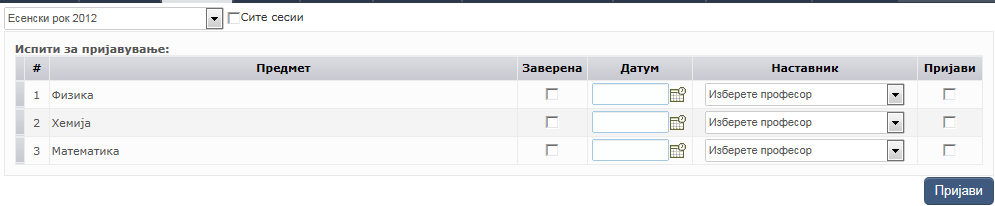 Есенски рок 2012 Сите сесии
Испити за пријавување:
# Предмет Заверена Датум Наставник Пријави
1 Физика Изберете професор
2 Хемија Изберете професор
3 Математика Изберете професор
Пријави